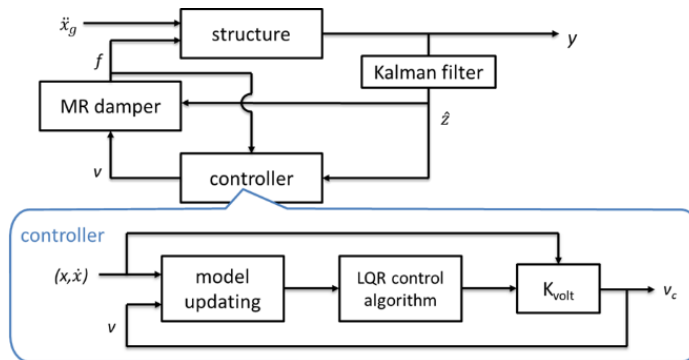 ẍg
structure
y
f
Kalman filter
MR damper
ẑ
v
controller
controller
(x,ẋ)
model
updating
LQR control
algorithm
Kvolt
vc
v